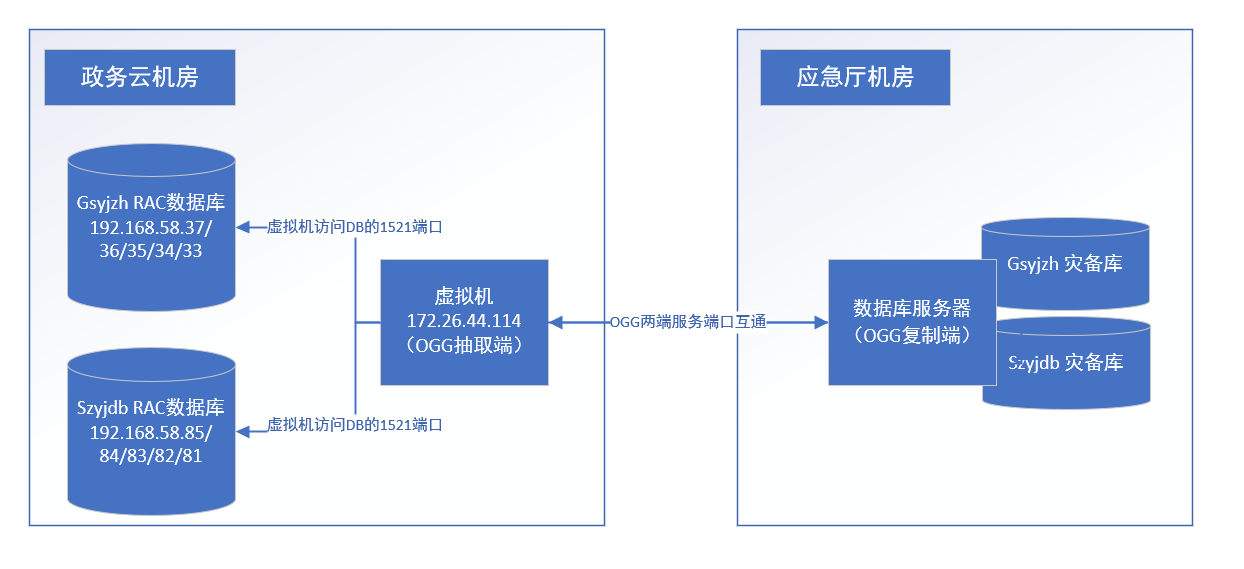 政务云机房
应急厅机房
Gsyjzh RAC数据库
192.168.58.37/
36/35/34/33
虚拟机访问DB的1521端口
虚拟机
172.26.44.114
（OGG抽取端）
OGG两端服务端口互通
数据库服务器
（OGG复制端）
Gsyjzh 灾备库
Szyjdb 灾备库
Szyjdb RAC数据库
192.168.58.85/
84/83/82/81
虚拟机访问DB的1521端口